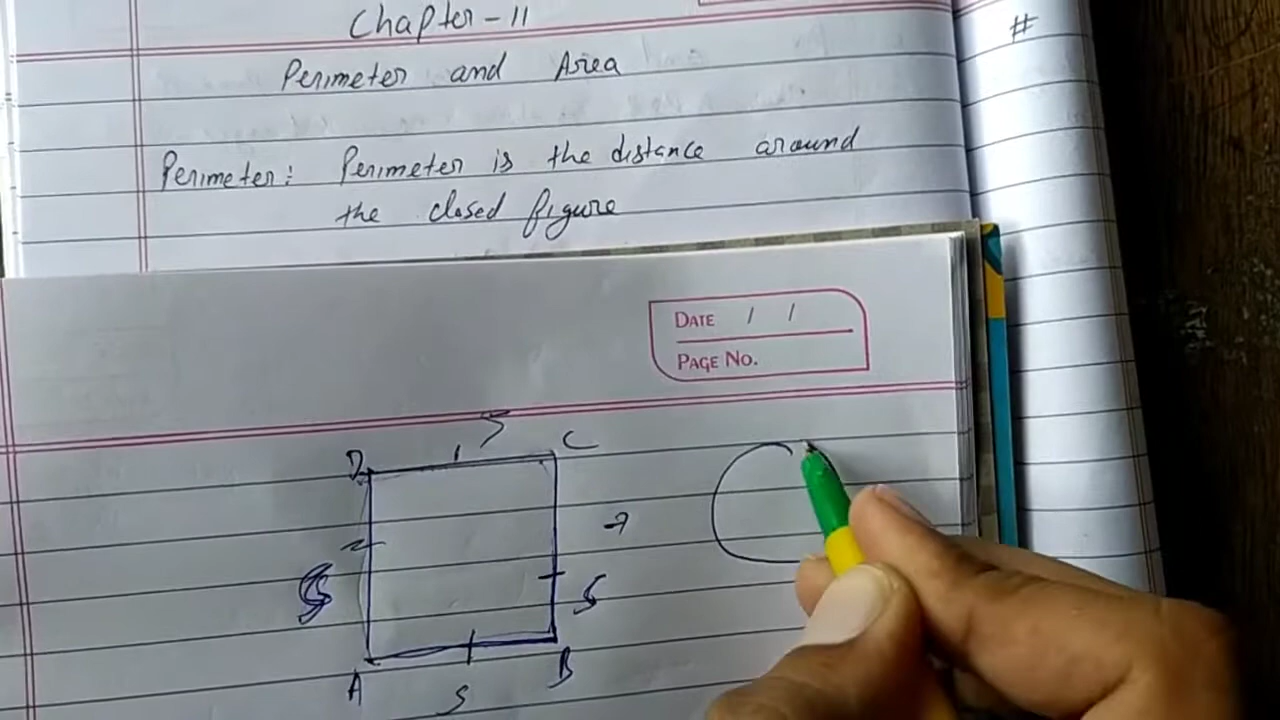 Chapter - 11
#
Perimeter and Area
Perimeter: Perimeter is the distance around
the closed figure
DATE / /
PAGE NO.
D S C
S S
A S B